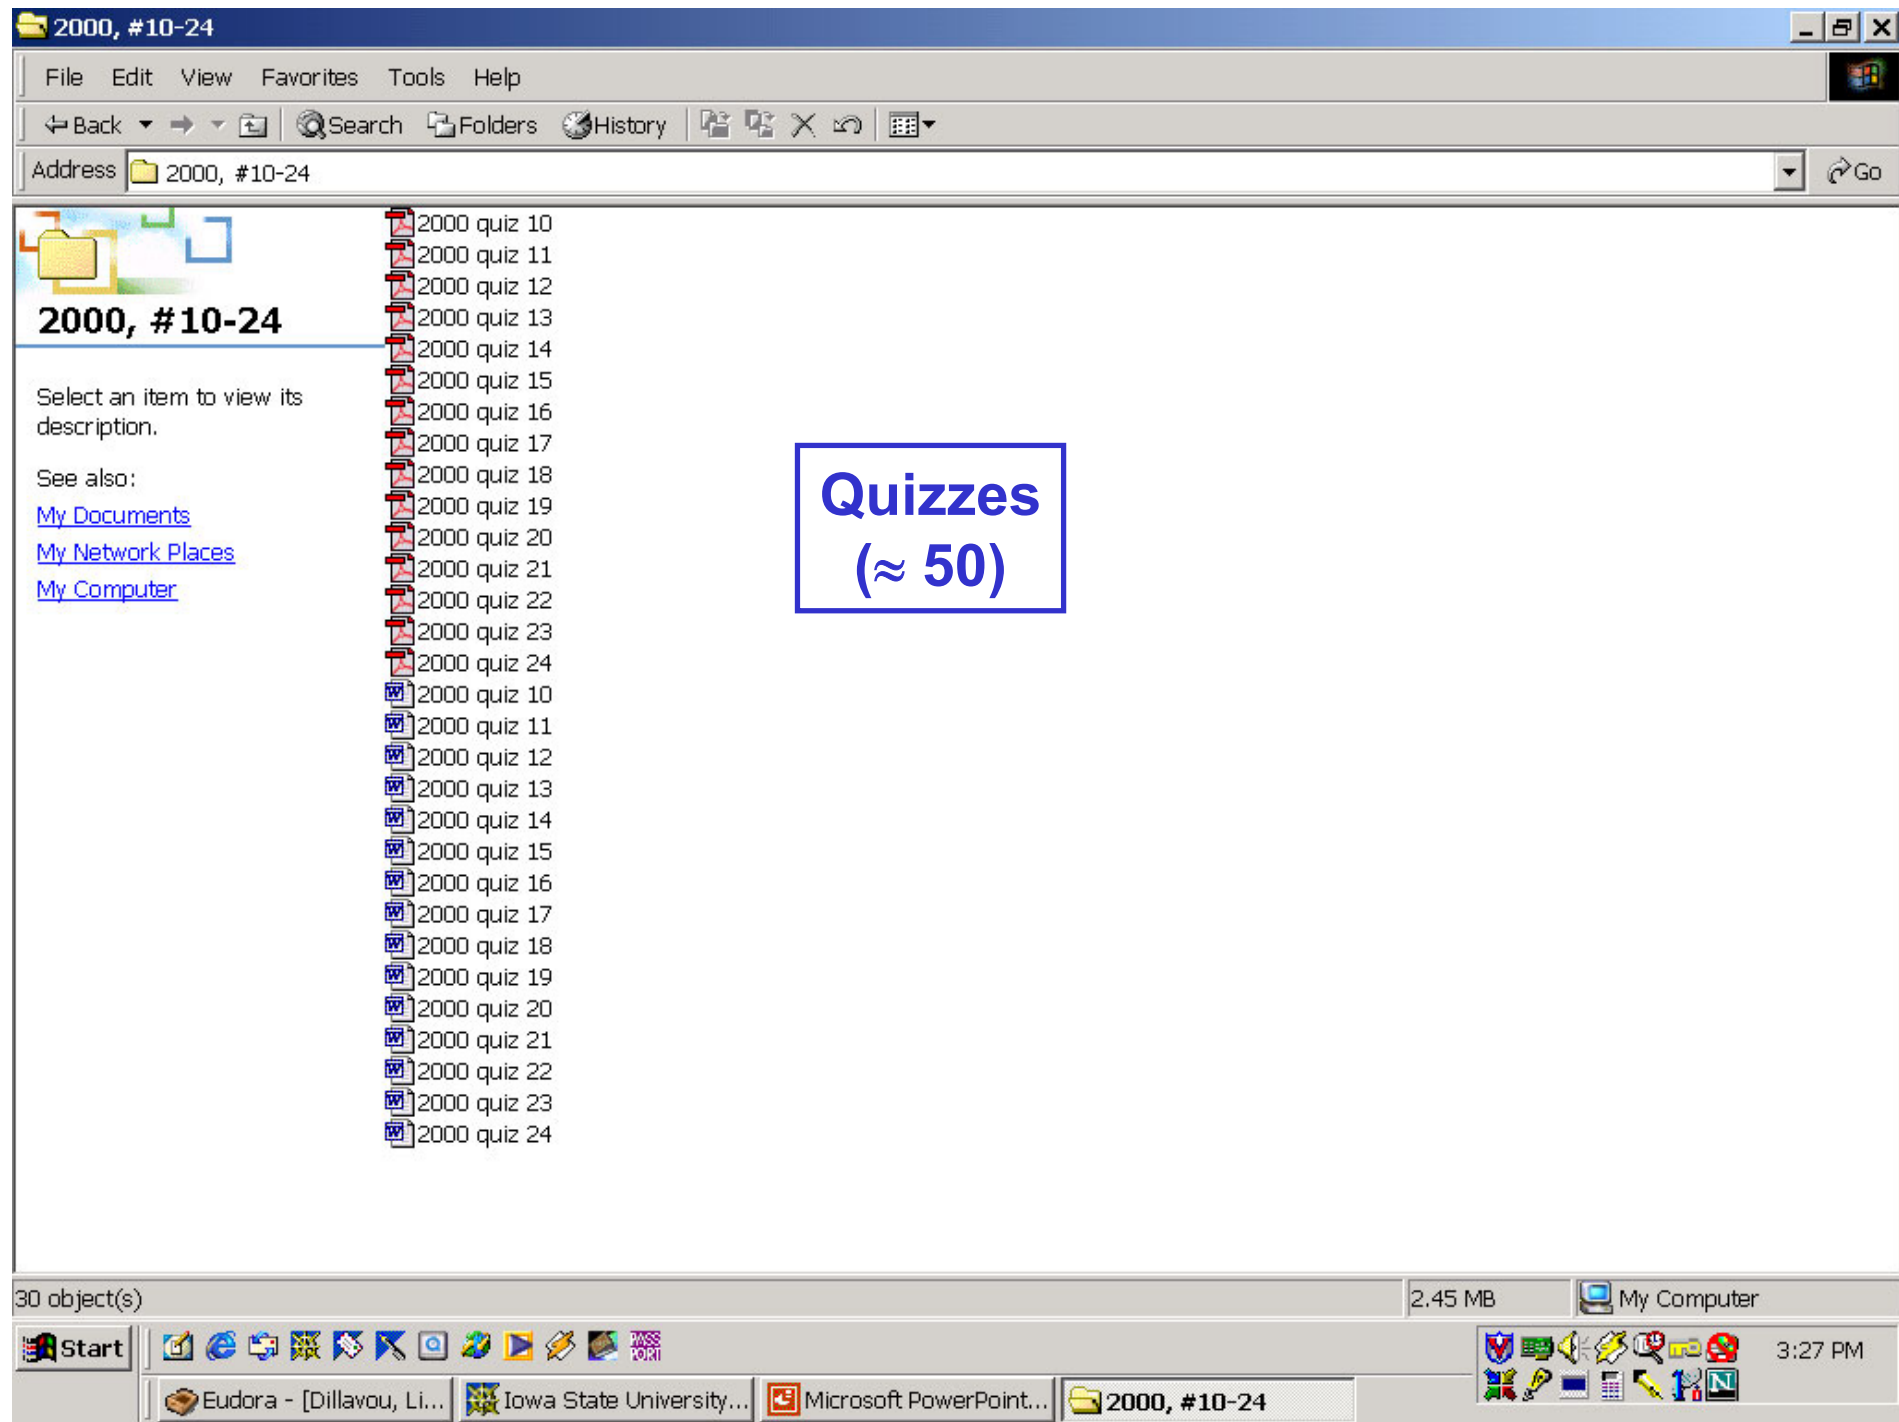 2000, #10-24
File Edit View Favorites Tools Help
Back Search Folders History
Address 2000, #10-24 Go
2000, #10-24
Select an item to view its
description.
See also:
My Documents
My Network Places
My Computer
2000 quiz 10
2000 quiz 11
2000 quiz 12
2000 quiz 13
2000 quiz 14
2000 quiz 15
2000 quiz 16
2000 quiz 17
2000 quiz 18
2000 quiz 19
2000 quiz 20
2000 quiz 21
2000 quiz 22
2000 quiz 23
2000 quiz 24
2000 quiz 10
2000 quiz 11
2000 quiz 12
2000 quiz 13
2000 quiz 14
2000 quiz 15
2000 quiz 16
2000 quiz 17
2000 quiz 18
2000 quiz 19
2000 quiz 20
2000 quiz 21
2000 quiz 22
2000 quiz 23
2000 quiz 24
Quizzes
(≈ 50)
30 object(s) 2.45 MB My Computer
Start PASS
PORT
3:27 PM
Eudora - [Dillavou, Li... Iowa State University... Microsoft PowerPoint... 2000, #10-24